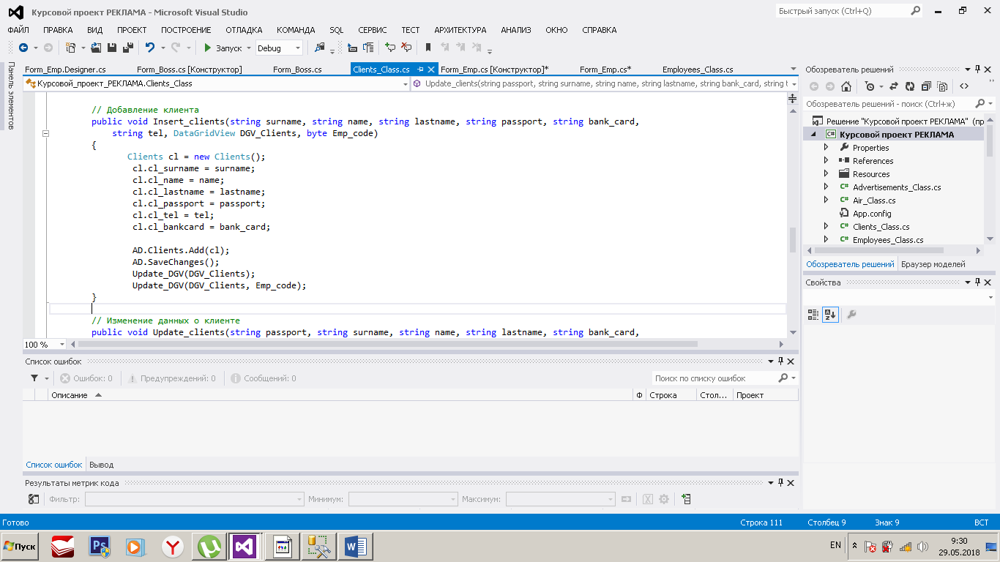 Курсовой проект РЕКЛАМА - Microsoft Visual Studio
Быстрый запуск (Ctrl+Q)
ФАЙЛ ПРАВКА ВИД ПРОЕКТ ПОСТРОЕНИЕ ОТЛАДКА КОМАНДА SQL СЕРВИС ТЕСТ АРХИТЕКТУРА АНАЛИЗ ОКНО СПРАВКА
Запуск Debug
Панель элементов
Form_Emp.Designer.cs Form_Boss.cs [Конструктор] Form_Boss.cs Clients_Class.cs Form_Emp.cs [Конструктор]* Form_Emp.cs* Employees_Class.cs
Курсовой_проект_РЕКЛАМА.Clients_Class Update_clients(string passport, string surname, string name, string lastname, string bank_card, string t
// Добавление клиента
public void Insert_clients(string surname, string name, string lastname, string passport, string bank_card,
string tel, DataGridView DGV_Clients, byte Emp_code)
{
Clients cl = new Clients();
cl.cl_surname = surname;
cl.cl_name = name;
cl.cl_lastname = lastname;
cl.cl_passport = passport;
cl.cl_tel = tel;
cl.cl_bankcard = bank_card;
AD.Clients.Add(cl);
AD.SaveChanges();
Update_DGV(DGV_Clients);
Update_DGV(DGV_Clients, Emp_code);
}
// Изменение данных о клиенте
public void Update_clients(string passport, string surname, string name, string lastname, string bank_card,
100 %
Обозреватель решений
Обозреватель решений - поиск (Ctrl+ж)
Решение "Курсовой проект РЕКЛАМА" (пр
Курсовой проект РЕКЛАМА
Properties
References
Resources
Advertisements_Class.cs
Air_Class.cs
App.config
Clients_Class.cs
Employees_Class.cs
Обозреватель решений Браузер моделей
Свойства
Список ошибок
Ошибок: 0 Предупреждений: 0 Сообщений: 0 Поиск по списку ошибок
Описание Ф Строка Стол... Проект
Список ошибок Вывод
Результаты метрик кода
Фильтр: Минимум: Максимум:
Готово Строка 111 Столбец 9 Знак 9 ВСТ
Пуск EN 9:30
29.05.2018